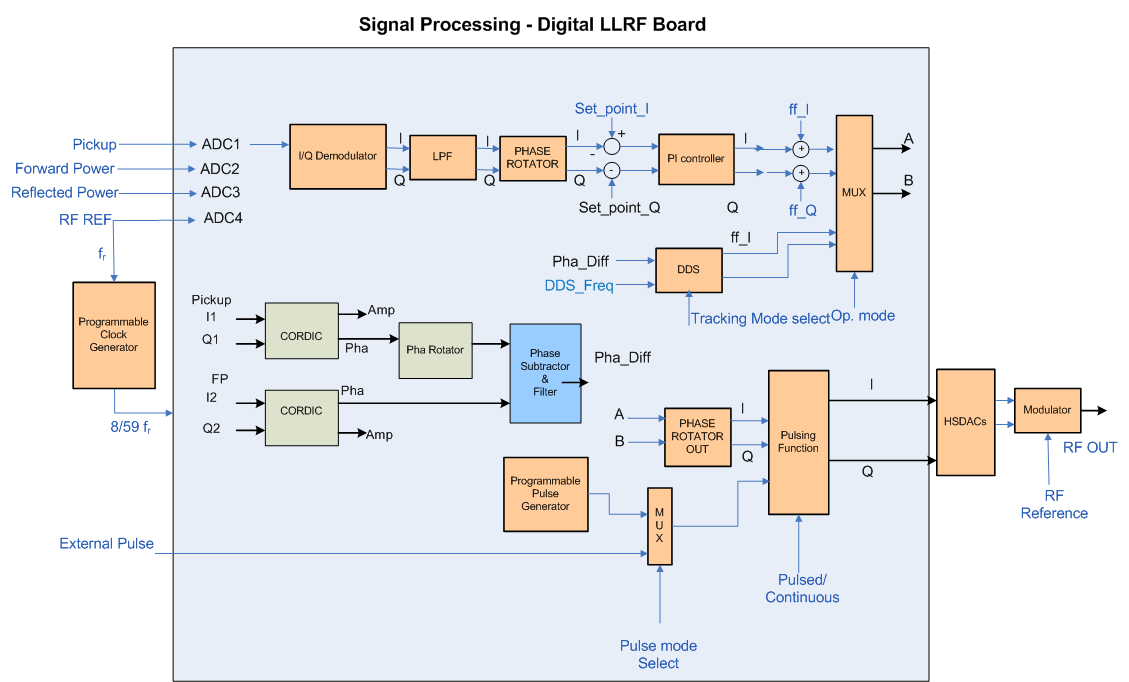 Signal Processing - Digital LLRF Board
Pickup
Forward Power
Reflected Power
RF REF
ADC1
ADC2
ADC3
ADC4
I/Q Demodulator
I
Q
LPF
I
Q
PHASE
ROTATOR
I
Q
Set_point_I
+
-
-
Set_point_Q
PI controller
I
Q
ff_I
+
+
ff_Q
MUX
A
B
Pha_Diff
DDS_Freq
DDS
ff_I
Tracking Mode select
Op. mode
fr
Programmable
Clock
Generator
8/59 fr
Pickup
I1
Q1
CORDIC
Amp
Pha
Pha Rotator
FP
I2
Q2
CORDIC
Pha
Amp
Phase
Subtractor
&
Filter
Pha_Diff
A
B
PHASE
ROTATOR
OUT
I
Q
Pulsing
Function
I
Q
HSDACs
Modulator
RF OUT
RF
Reference
Programmable
Pulse
Generator
M
U
X
External Pulse
Pulsed/
Continuous
Pulse mode
Select